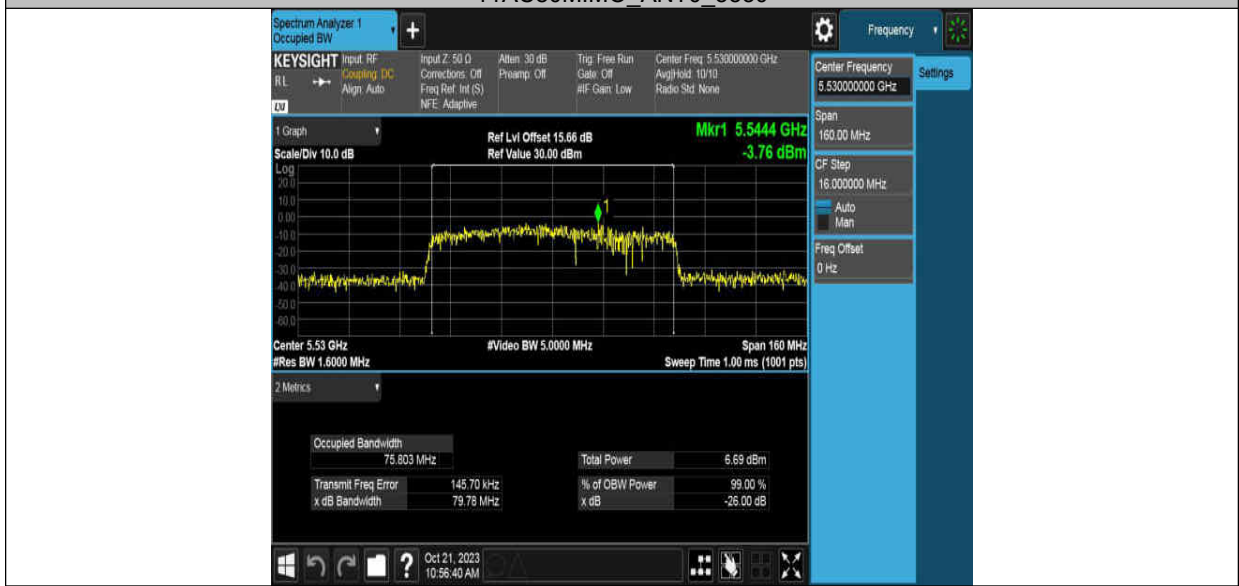 Spectrum Analyzer 1
Occupied BW
+
Frequency
KEYSIGHT
RL
LXI
Input: RF
Coupling: DC
Align: Auto
Input Z: 50 Ω
Corrections: Off
Freq Ref: Int (S)
NFE: Adaptive
Atten: 30 dB
Preamp: Off
Trig: Free Run
Gate: Off
#IF Gain: Low
Center Freq: 5.530000000 GHz
Avg|Hold: 10/10
Radio Std: None
Center Frequency
5.530000000 GHz
Settings
Span
160.00 MHz
CF Step
16.000000 MHz
Auto
Man
Freq Offset
0 Hz
1 Graph
Scale/Div 10.0 dB
Ref Lvl Offset 15.66 dB
Ref Value 30.00 dBm
Mkr1 5.5444 GHz
-3.76 dBm
Log
20.0
10.0
0.00
-10.0
-20.0
-30.0
-40.0
-50.0
-60.0
1
Center 5.53 GHz
#Res BW 1.6000 MHz
#Video BW 5.0000 MHz
Span 160 MHz
Sweep Time 1.00 ms (1001 pts)
2 Metrics
Occupied Bandwidth
75.803 MHz
Total Power 6.69 dBm
Transmit Freq Error 145.70 kHz
% of OBW Power 99.00 %
x dB Bandwidth 79.78 MHz
x dB -26.00 dB
?
Oct 21, 2023
10:56:40 AM